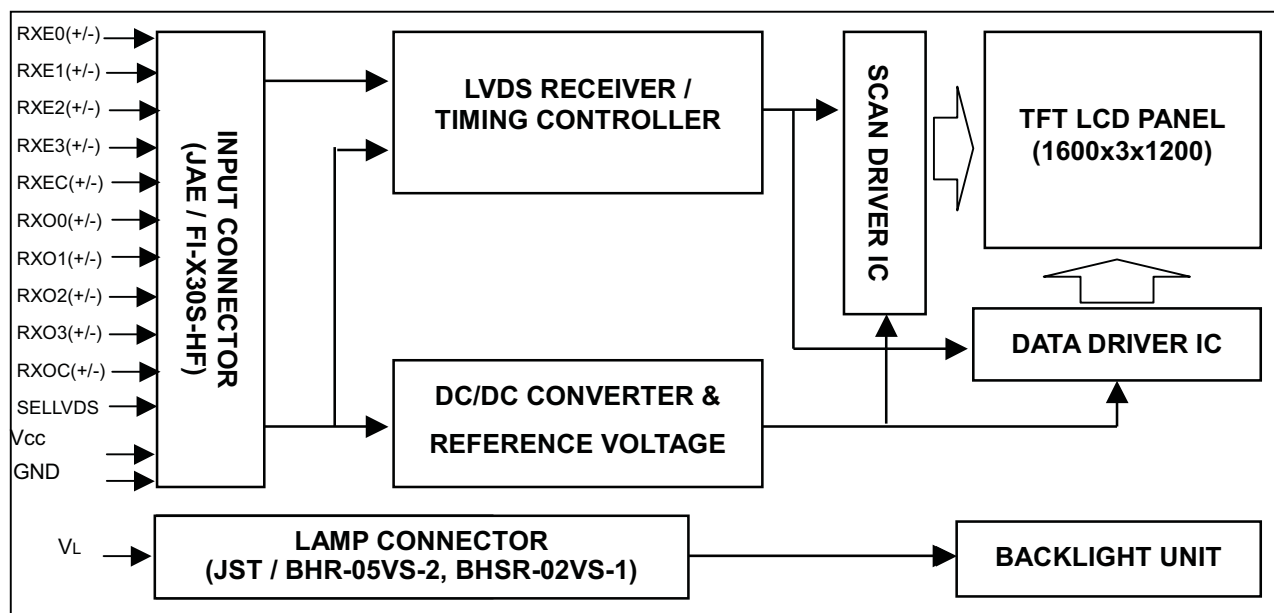 RXE0(+/-)
RXE1(+/-)
RXE2(+/-)
RXE3(+/-)
RXEC(+/-)
RXO0(+/-)
RXO1(+/-)
RXO2(+/-)
RXO3(+/-)
RXOC(+/-)
SELLVDS
Vcc
GND
INPUT CONNECTOR
(JAE / FI-X30S-HF)
LVDS RECEIVER /
TIMING CONTROLLER
SCAN DRIVER IC
TFT LCD PANEL
(1600x3x1200)
DATA DRIVER IC
DC/DC CONVERTER &
REFERENCE VOLTAGE
VL
LAMP CONNECTOR
(JST / BHR-05VS-2, BHSR-02VS-1)
BACKLIGHT UNIT